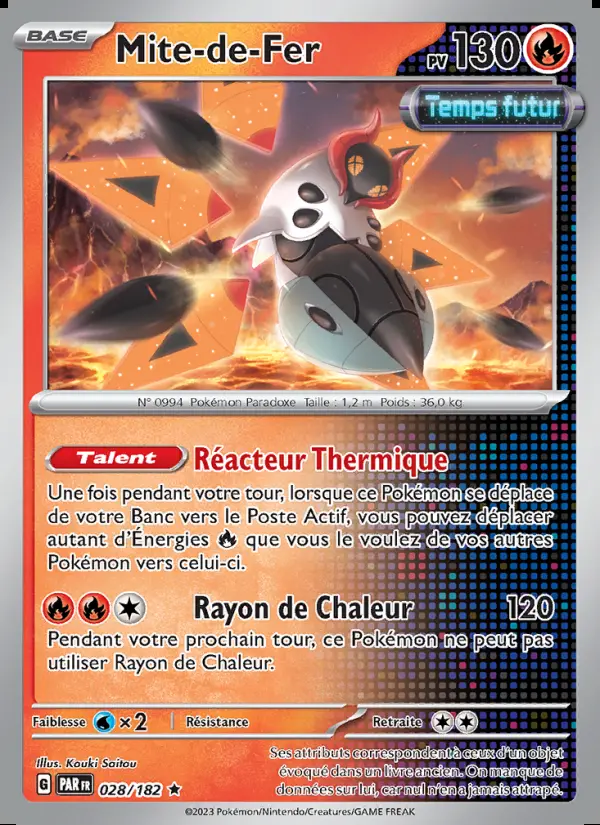 BASE Mite-de-Fer PV 130
Temps futur
N° 0994 Pokémon Paradoxe Taille : 1,2 m Poids : 36,0 kg
Talent Réacteur Thermique
Une fois pendant votre tour, lorsque ce Pokémon se déplace
de votre Banc vers le Poste Actif, vous pouvez déplacer
autant d'Énergies que vous le voulez de vos autres
Pokémon vers celui-ci.
Rayon de Chaleur 120
Pendant votre prochain tour, ce Pokémon ne peut pas
utiliser Rayon de Chaleur.
Faiblesse ×2 Résistance Retraite
Illus. Kouki Saitou
Ses attributs correspondent à ceux d'un objet
évoqué dans un livre ancien. On manque de
données sur lui, car nul n'en a jamais attrapé.
G PAR FR 028/182 ★
©2023 Pokémon/Nintendo/Creatures/GAME FREAK